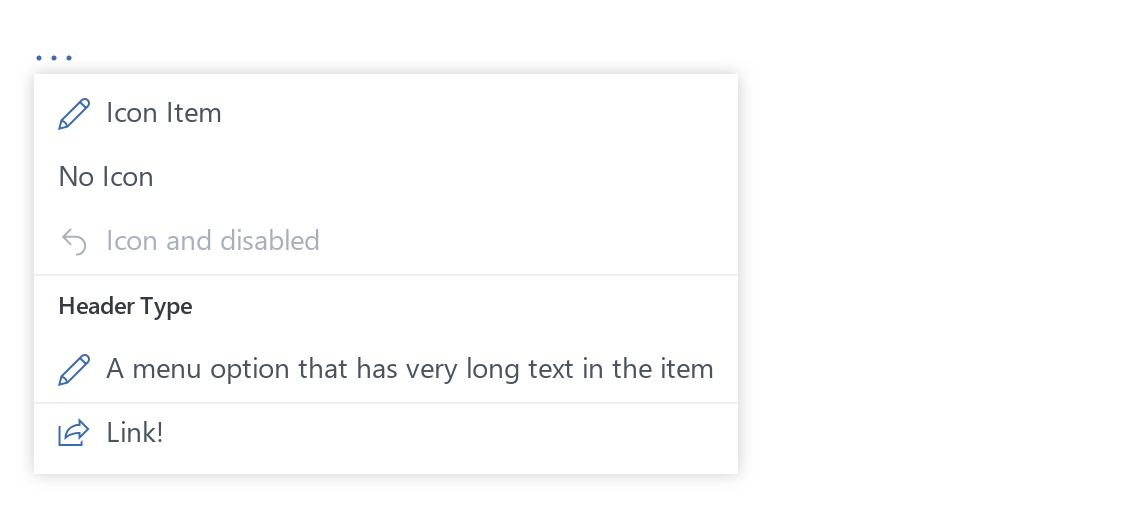 Icon Item
No Icon
Icon and disabled
Header Type
A menu option that has very long text in the item
Link!